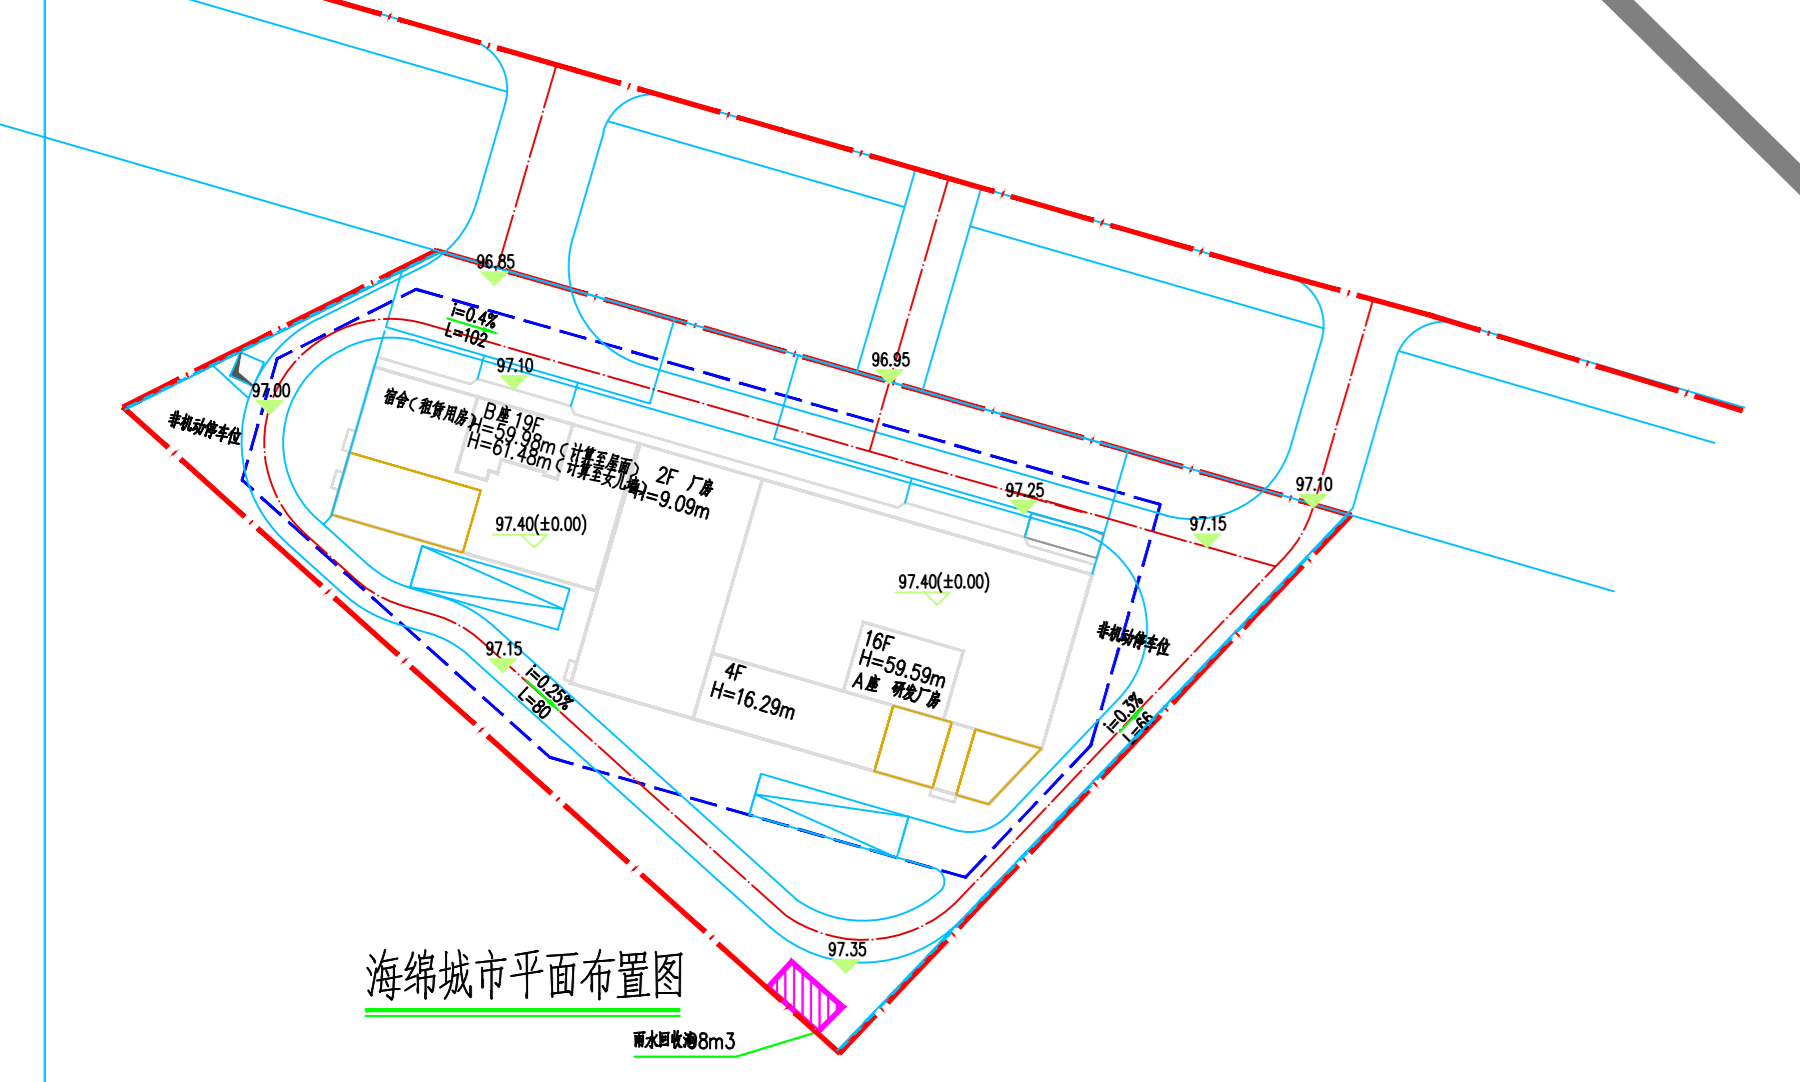 96.85
i=0.4%
L=102
96.95
97.10
97.00
宿舍（租赁用房）
非机动停车位
B座 19F
H=59.98m（计算至屋面）
H=61.48m（计算至女儿墙）
2F 厂房
H=9.09m
97.25
97.10
97.15
97.40(±0.00)
97.40(±0.00)
非机动停车位
16F
H=59.59m
A座 研发厂房
97.15
i=0.25%
L=80
4F
H=16.29m
i=0.3%
L=66
97.35
海绵城市平面布置图
雨水回收池98m3